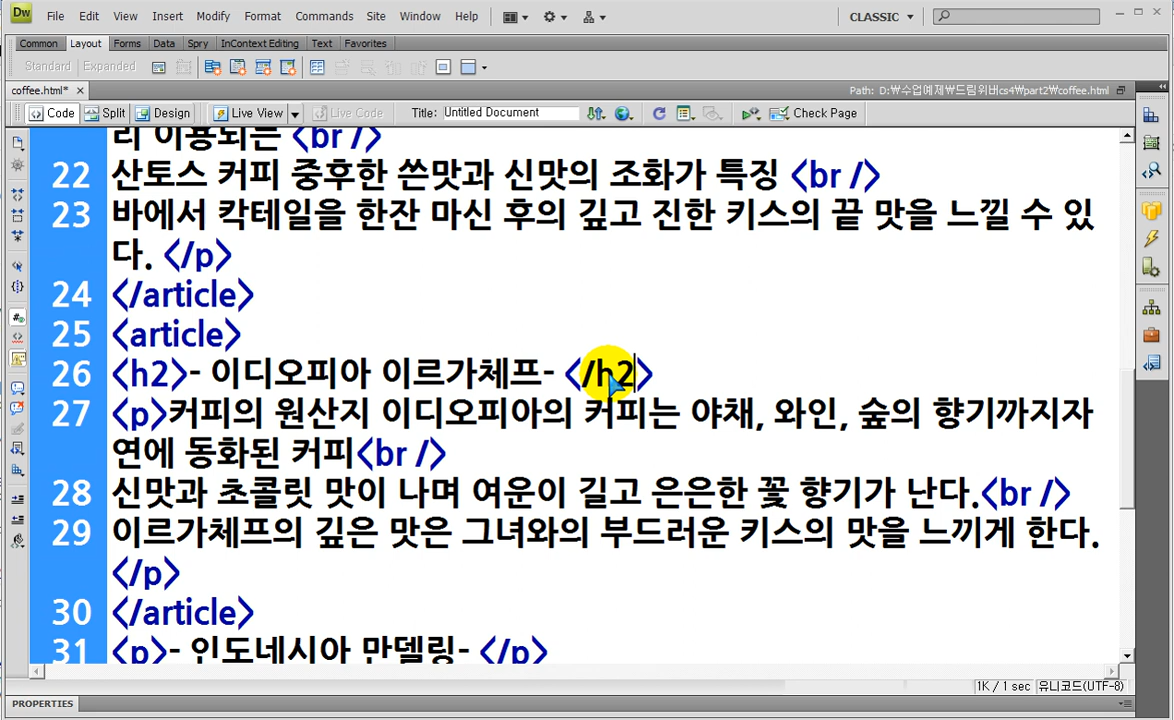 Dw File Edit View Insert Modify Format Commands Site Window Help CLASSIC
Common Layout Forms Data Spry InContext Editing Text Favorites
Standard Expanded
coffee.html* Path: D:₩수업예제₩드림위버cs4₩part2₩coffee.html
Code Split Design Live View Live Code Title: Untitled Document Check Page
리 이용되는 <br />
22 산토스 커피 중후한 쓴맛과 신맛의 조화가 특징 <br />
23 바에서 칵테일을 한잔 마신 후의 깊고 진한 키스의 끝 맛을 느낄 수 있
다. </p>
24 </article>
25 <article>
26 <h2>- 이디오피아 이르가체프- </h2>
27 <p>커피의 원산지 이디오피아의 커피는 야채, 와인, 숲의 향기까지자
연에 동화된 커피<br />
28 신맛과 초콜릿 맛이 나며 여운이 길고 은은한 꽃 향기가 난다.<br />
29 이르가체프의 깊은 맛은 그녀와의 부드러운 키스의 맛을 느끼게 한다.
</p>
30 </article>
31 <p>- 인도네시아 만델링- </p>
1K / 1 sec 유니코드(UTF-8)
PROPERTIES